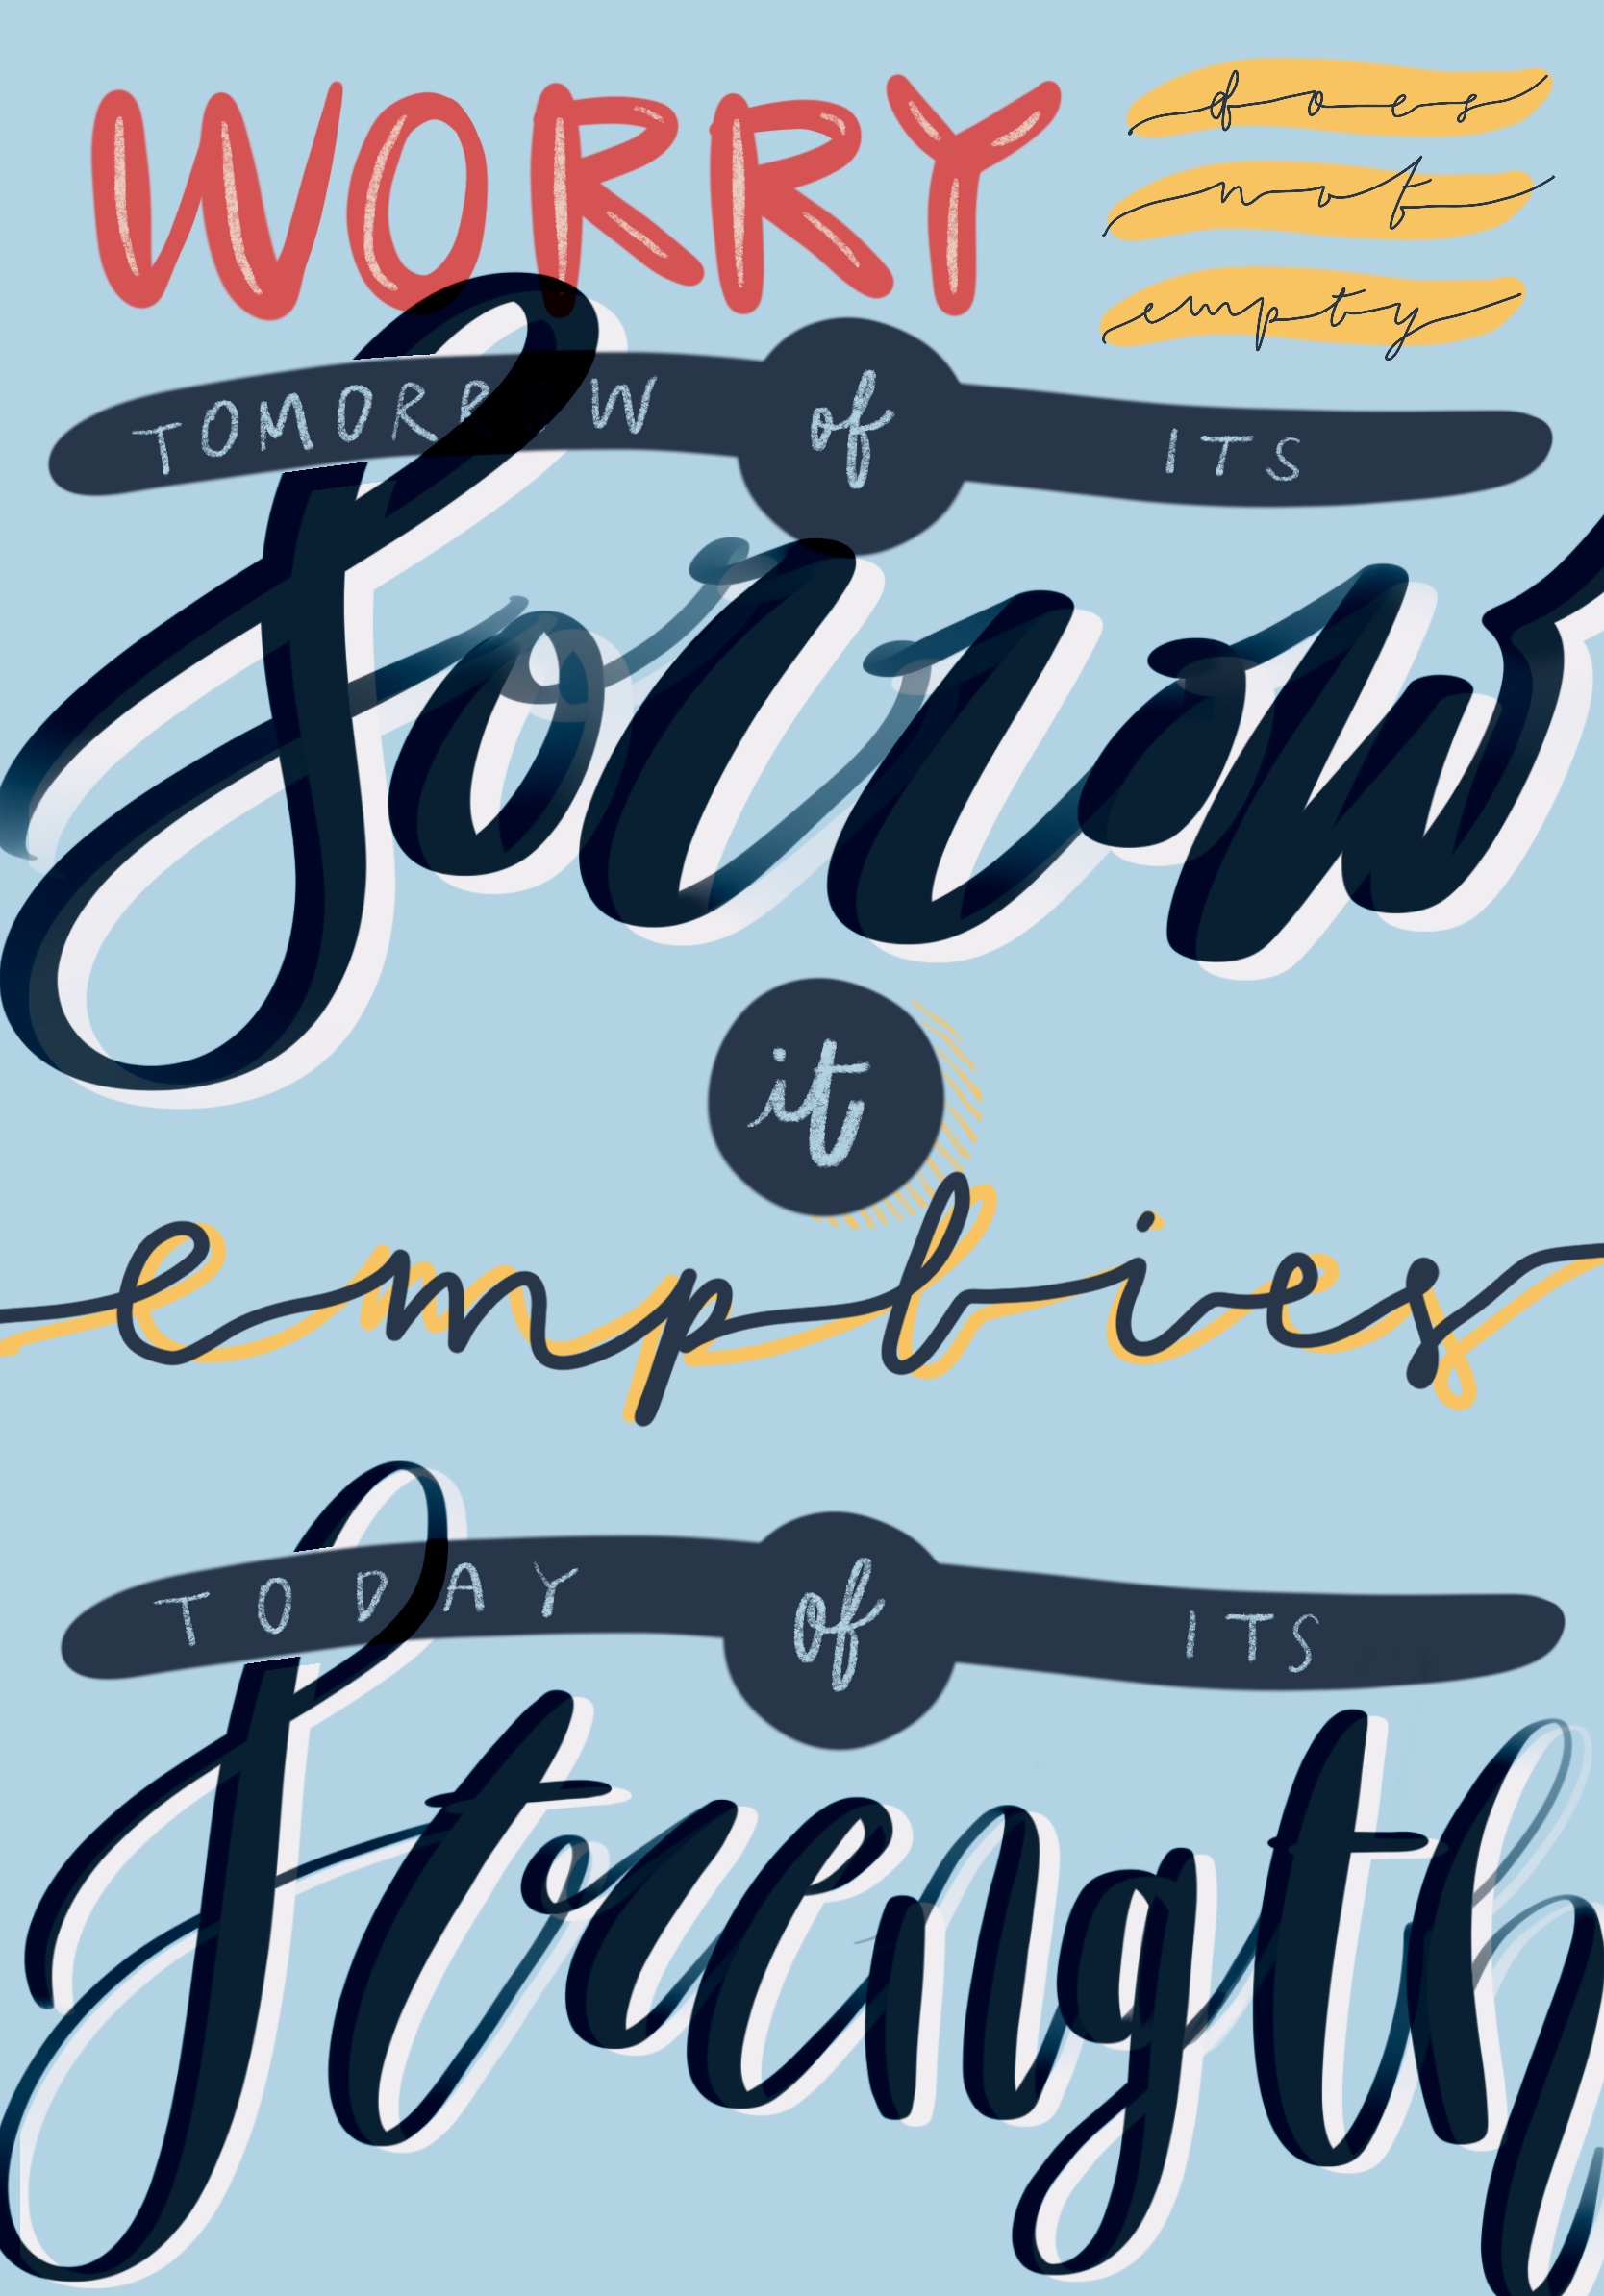 WORRY
does
not
empty
TOMORROW of ITS
Sorrow
it
empties
TODAY of ITS
Strength